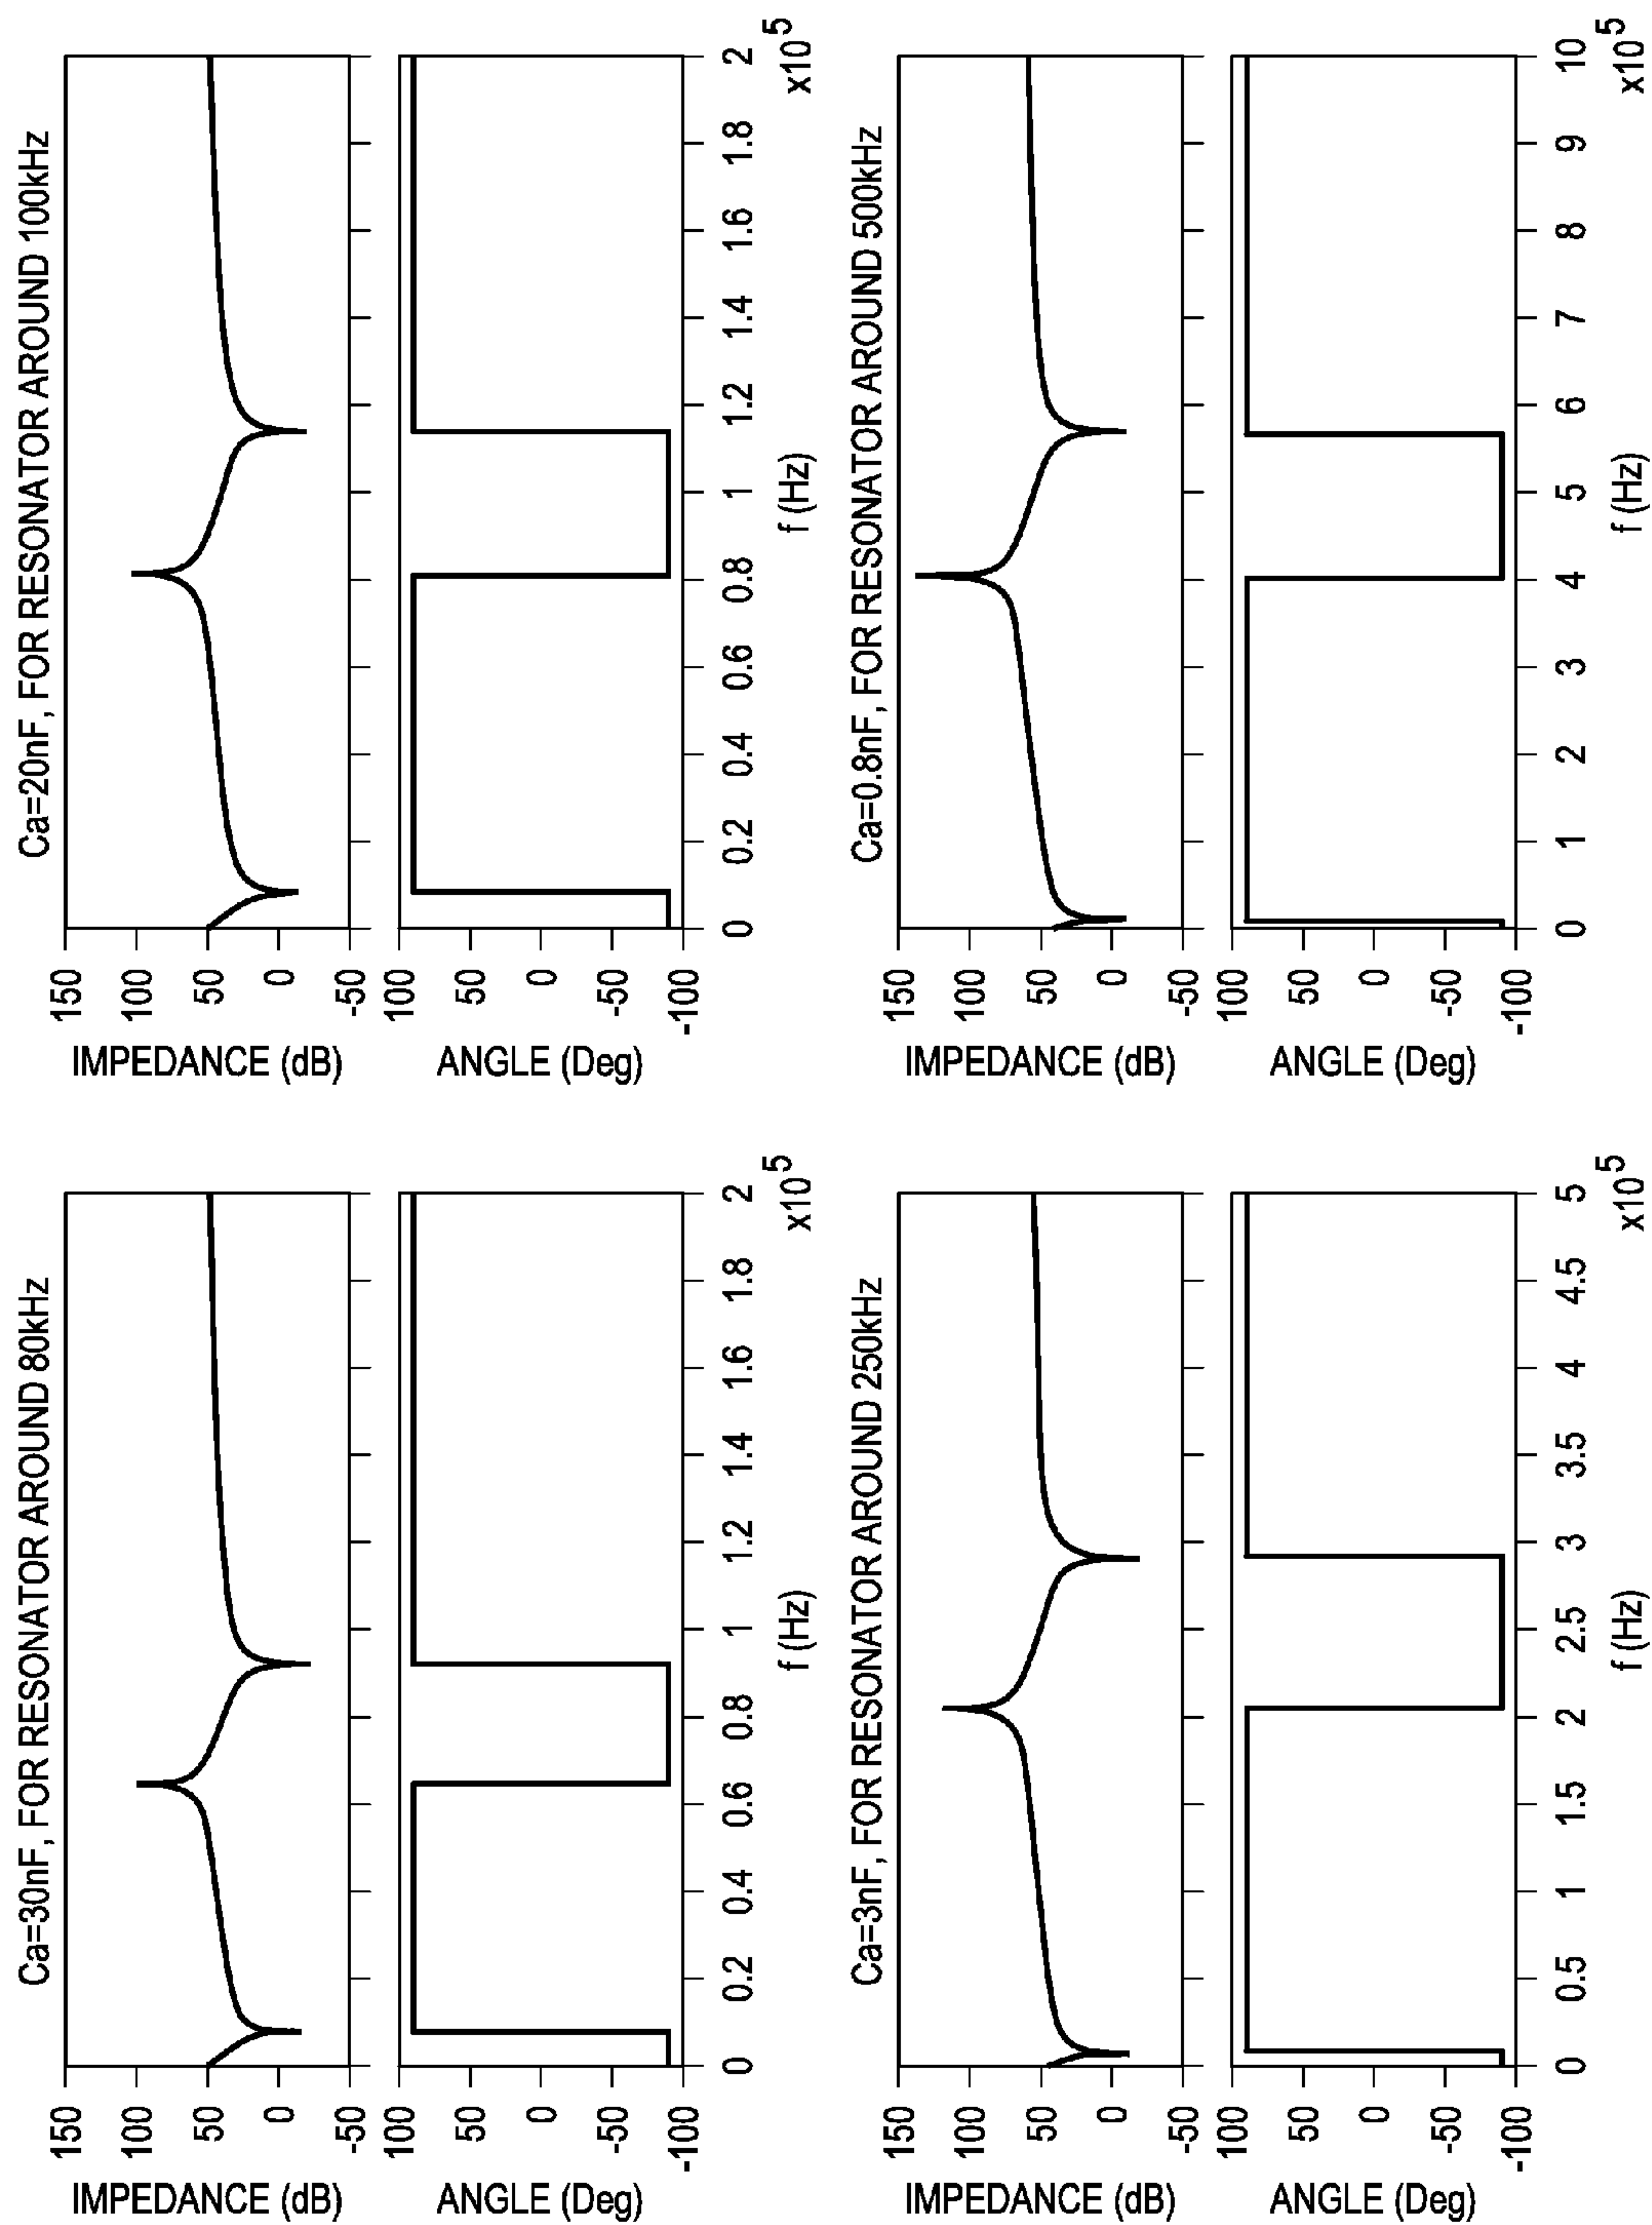 Ca=30nF, FOR RESONATOR AROUND 80kHz
IMPEDANCE (dB)
150
100
50
0
-50
ANGLE (Deg)
100
50
0
-50
-100
0 0.2 0.4 0.6 0.8 1 1.2 1.4 1.6 1.8 2
x10^5
f (Hz)
Ca=20nF, FOR RESONATOR AROUND 100kHz
IMPEDANCE (dB)
150
100
50
0
-50
ANGLE (Deg)
100
50
0
-50
-100
0 0.2 0.4 0.6 0.8 1 1.2 1.4 1.6 1.8 2
x10^5
f (Hz)
Ca=3nF, FOR RESONATOR AROUND 250kHz
IMPEDANCE (dB)
150
100
50
0
-50
ANGLE (Deg)
100
50
0
-50
-100
0 0.5 1 1.5 2 2.5 3 3.5 4 4.5 5
x10^5
f (Hz)
Ca=0.8nF, FOR RESONATOR AROUND 500kHz
IMPEDANCE (dB)
150
100
50
0
-50
ANGLE (Deg)
100
50
0
-50
-100
0 1 2 3 4 5 6 7 8 9 10
x10^5
f (Hz)